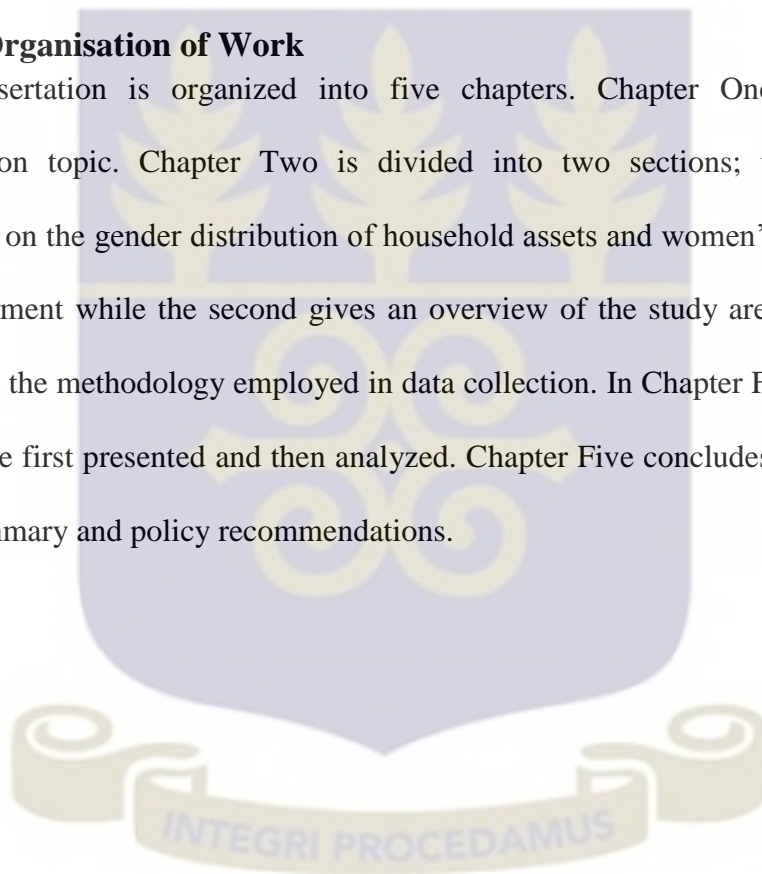 Organisation of Work
sertation is organized into five chapters. Chapter One
on topic. Chapter Two is divided into two sections;
on the gender distribution of household assets and women’
ment while the second gives an overview of the study are
the methodology employed in data collection. In Chapter F
e first presented and then analyzed. Chapter Five concludes
mmary and policy recommendations.
INTEGRI PROCEDAMUS